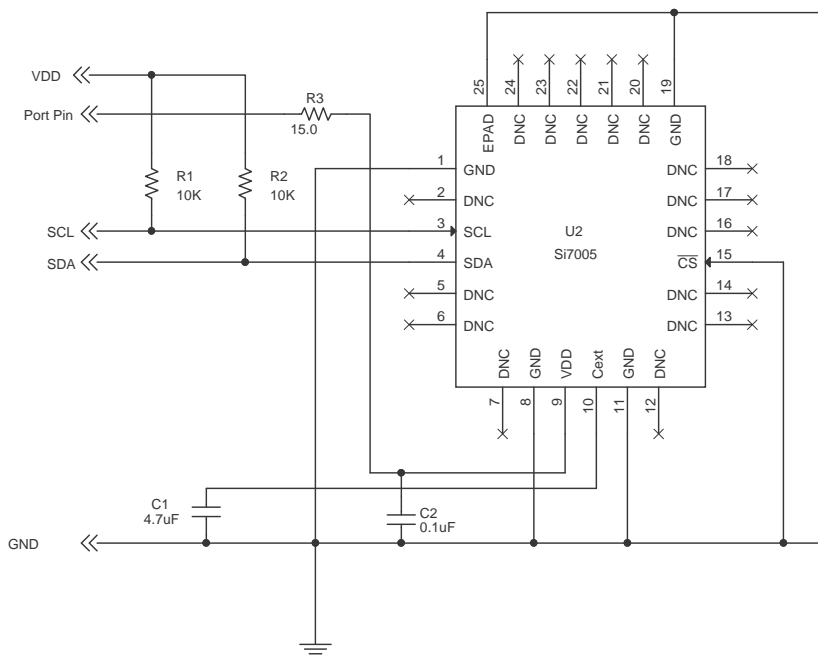 VDD
Port Pin
R3
15.0
R1
10K
R2
10K
SCL
SDA
GND
C1
4.7uF
C2
0.1uF
U2
Si7005
25
24
23
22
21
20
19
EPAD
DNC
DNC
DNC
DNC
DNC
GND
1
GND
2
DNC
3
SCL
4
SDA
5
DNC
6
DNC
DNC
18
DNC
17
DNC
16
CS
15
DNC
14
DNC
13
DNC
GND
VDD
Cext
GND
DNC
7
8
9
10
11
12